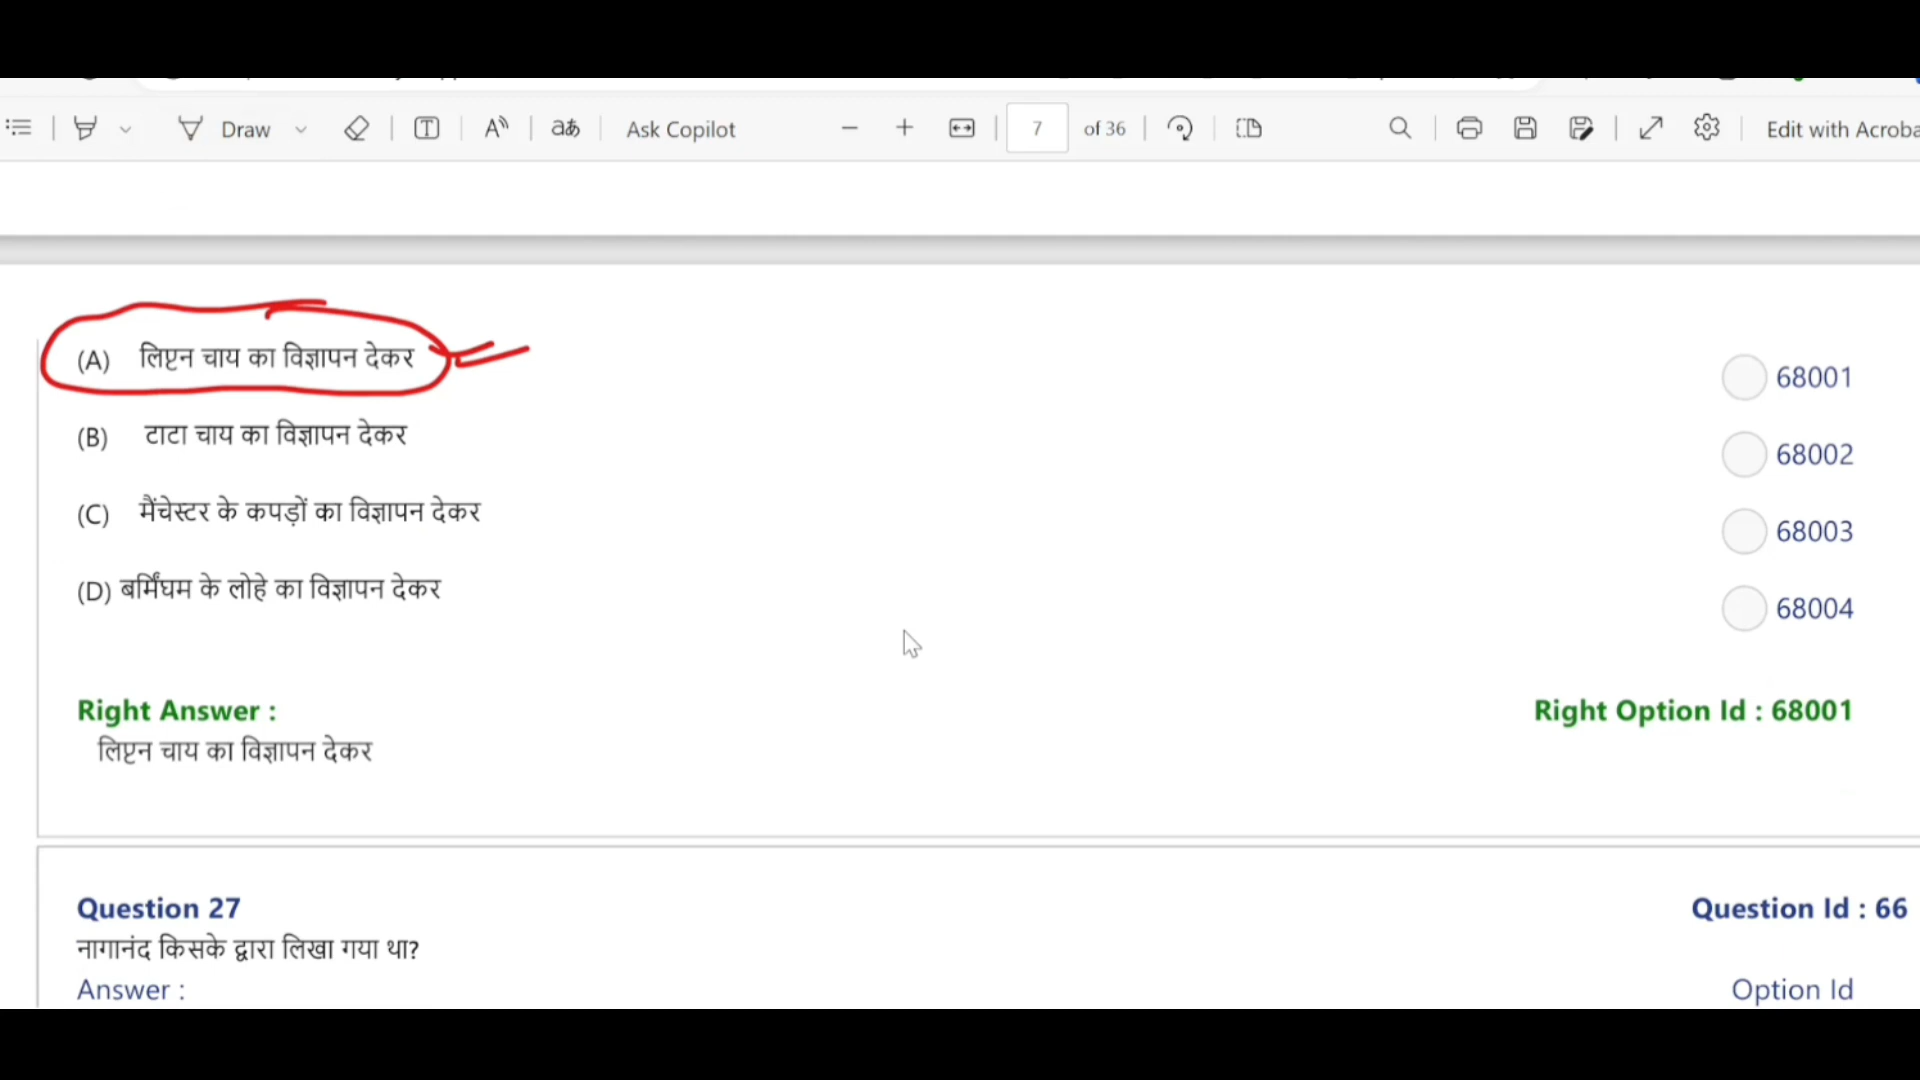 Draw A aあ Ask Copilot 7 of 36 Edit with Acroba
(A) लिप्टन चाय का विज्ञापन देकर 68001
(B) टाटा चाय का विज्ञापन देकर 68002
(C) मैंचेस्टर के कपड़ों का विज्ञापन देकर 68003
(D) बर्मिंघम के लोहे का विज्ञापन देकर 68004
Right Answer : Right Option Id : 68001
लिप्टन चाय का विज्ञापन देकर
Question 27 Question Id : 66
नागानंद किसके द्वारा लिखा गया था?
Answer : Option Id